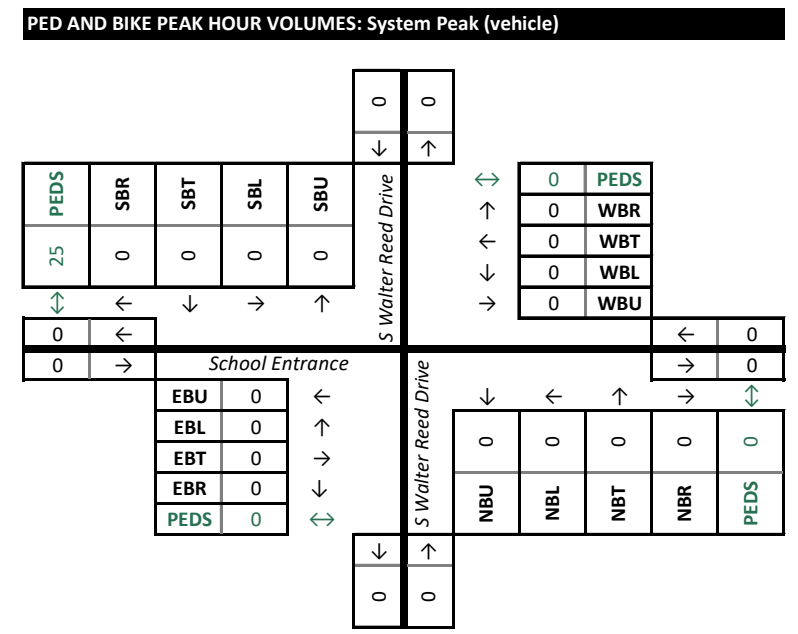 PED AND BIKE PEAK HOUR VOLUMES: System Peak (vehicle)
0 0
↓ ↑
PEDS SBR SBT SBL SBU
25 0 0 0 0
↕ ← ↓ → ↑
S Walter Reed Drive
↔ 0 PEDS
↑ 0 WBR
← 0 WBT
↓ 0 WBL
→ 0 WBU
0 ←
← 0
0 →
School Entrance
→ 0
EBU 0 ←
EBL 0 ↑
EBT 0 →
EBR 0 ↓
PEDS 0 ↔
S Walter Reed Drive
↓ ← ↑ → ↕
0 0 0 0 0
NBU NBL NBT NBR PEDS
↓ ↑
0 0